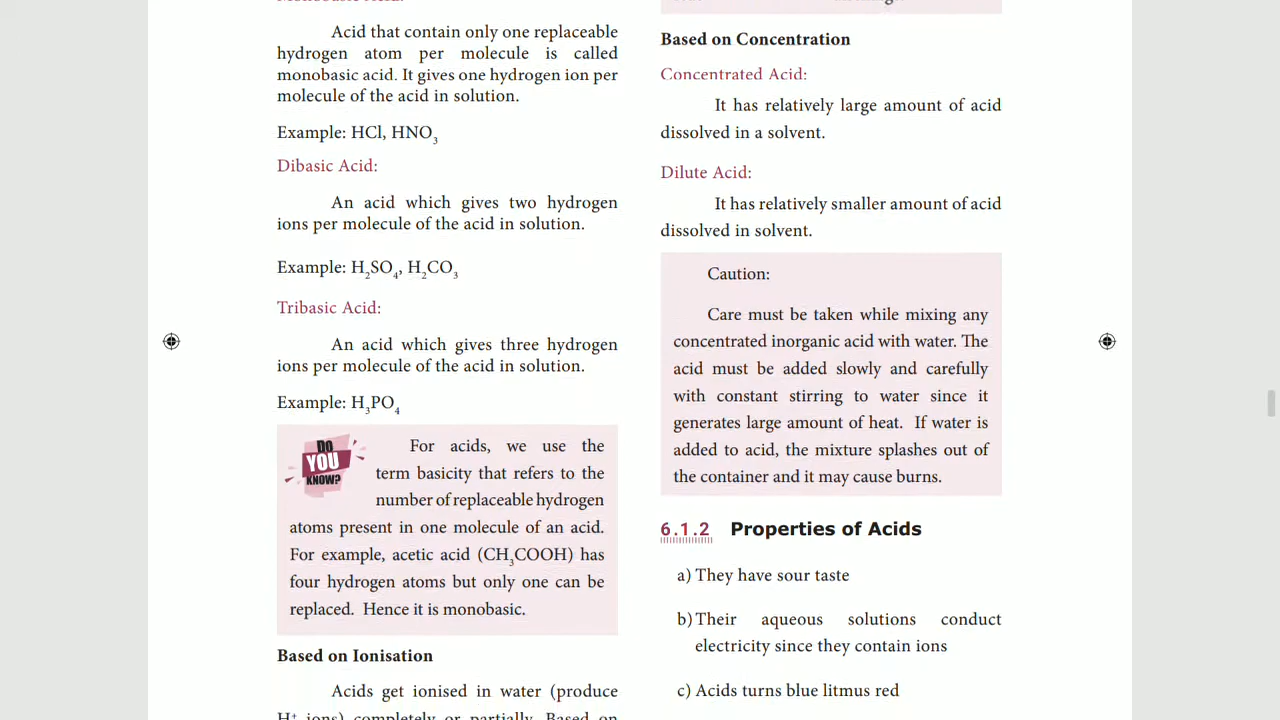 Acid that contain only one replaceable
hydrogen atom per molecule is called
monobasic acid. It gives one hydrogen ion per
molecule of the acid in solution.
Example: HCl, HNO₃
Dibasic Acid:
An acid which gives two hydrogen
ions per molecule of the acid in solution.
Example: H₂SO₄, H₂CO₃
Tribasic Acid:
An acid which gives three hydrogen
ions per molecule of the acid in solution.
Example: H₃PO₄
DO
YOU
KNOW?
For acids, we use the
term basicity that refers to the
number of replaceable hydrogen
atoms present in one molecule of an acid.
For example, acetic acid (CH₃COOH) has
four hydrogen atoms but only one can be
replaced. Hence it is monobasic.
Based on Ionisation
Acids get ionised in water (produce
H⁺ ions) completely or partially. Based on
Based on Concentration
Concentrated Acid:
It has relatively large amount of acid
dissolved in a solvent.
Dilute Acid:
It has relatively smaller amount of acid
dissolved in solvent.
Caution:
Care must be taken while mixing any
concentrated inorganic acid with water. The
acid must be added slowly and carefully
with constant stirring to water since it
generates large amount of heat. If water is
added to acid, the mixture splashes out of
the container and it may cause burns.
6.1.2 Properties of Acids
a) They have sour taste
b) Their aqueous solutions conduct
electricity since they contain ions
c) Acids turns blue litmus red